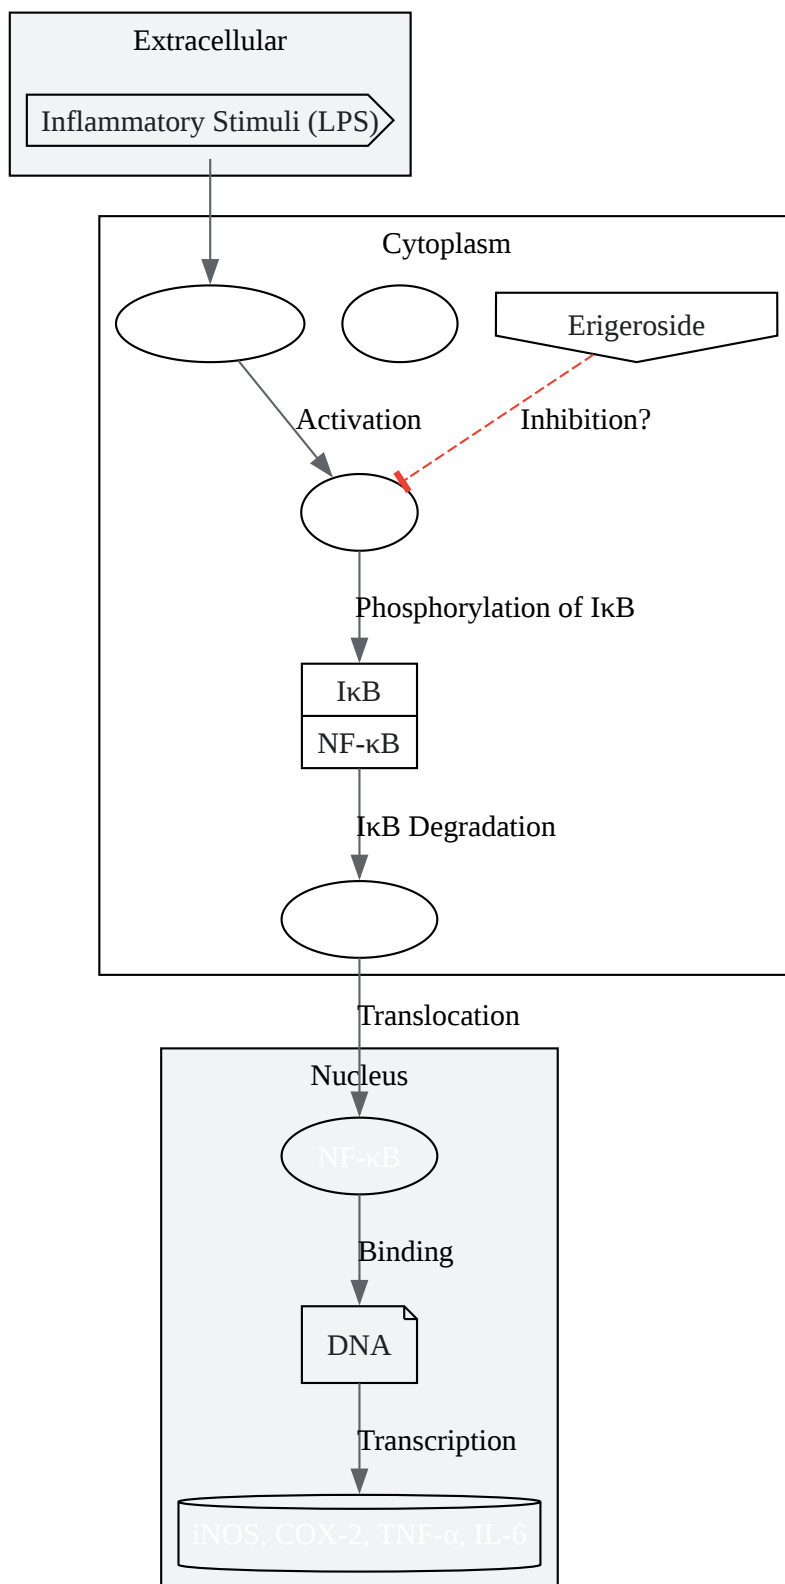 Extracellular
Inflammatory Stimuli (LPS)
Cytoplasm
Erigeroside
Activation
Inhibition?
Phosphorylation of IκB
IκB
NF-κB
IκB Degradation
Translocation
Nucleus
NF-κB
Binding
DNA
Transcription
iNOS, COX-2, TNF-α, IL-6